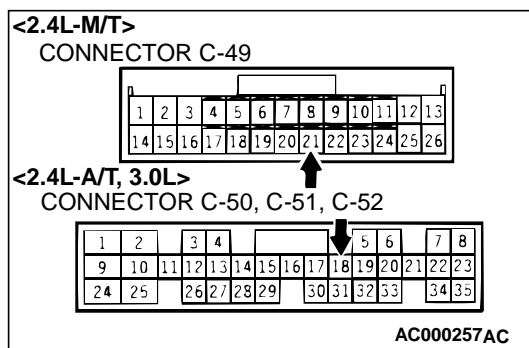 <2.4L-M/T>
CONNECTOR C-49
1 2 3 4 5 6 7 8 9 10 11 12 13
14 15 16 17 18 19 20 21 22 23 24 25 26
<2.4L-A/T, 3.0L>
CONNECTOR C-50, C-51, C-52
1 2 3 4 5 6 7 8
9 10 11 12 13 14 15 16 17 18 19 20 21 22 23
24 25 26 27 28 29 30 31 32 33 34 35
AC000257AC